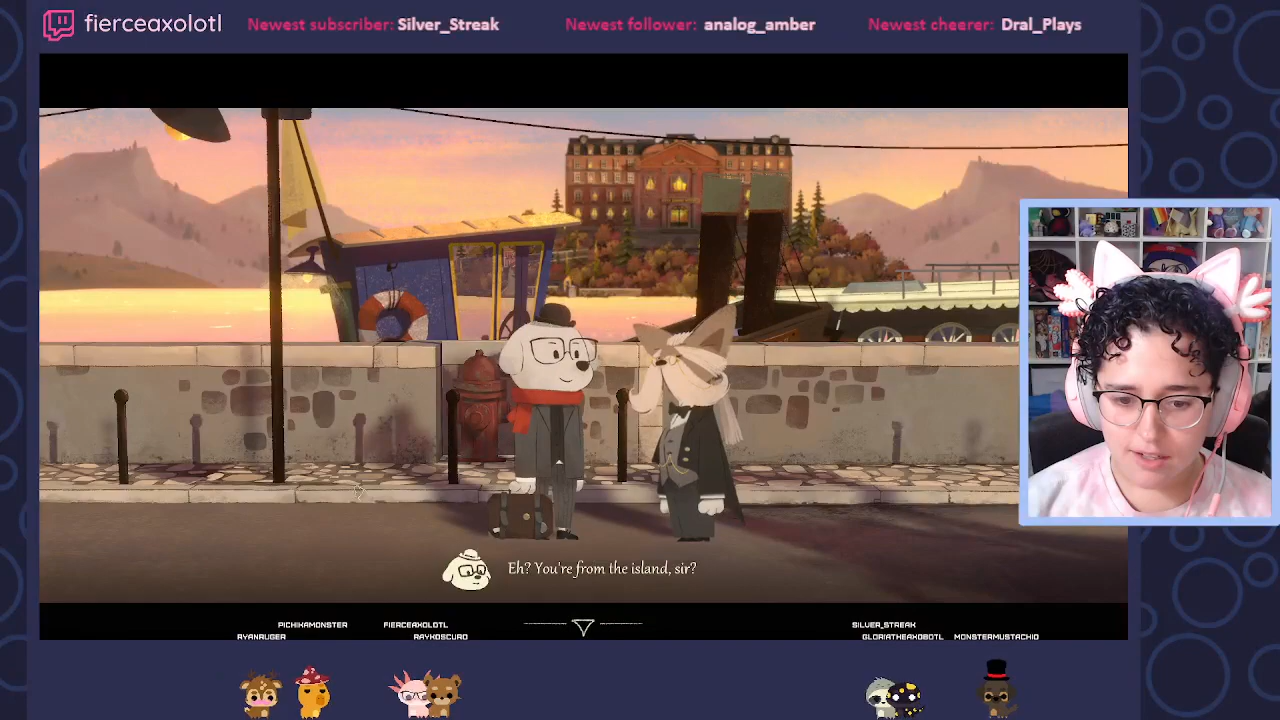 fierceaxolotl
Newest subscriber: Silver_Streak
Newest follower: analog_amber
Newest cheerer: Dral_Plays
Eh? You're from the island, sir?
PICHIKAMONSTER
FIERCEAXOLOTL
SILVER_STREAK
RYANRUGER
RAYKOSCURO
GLORIATHEAXOBOTL
MONSTERMUSTACHIO